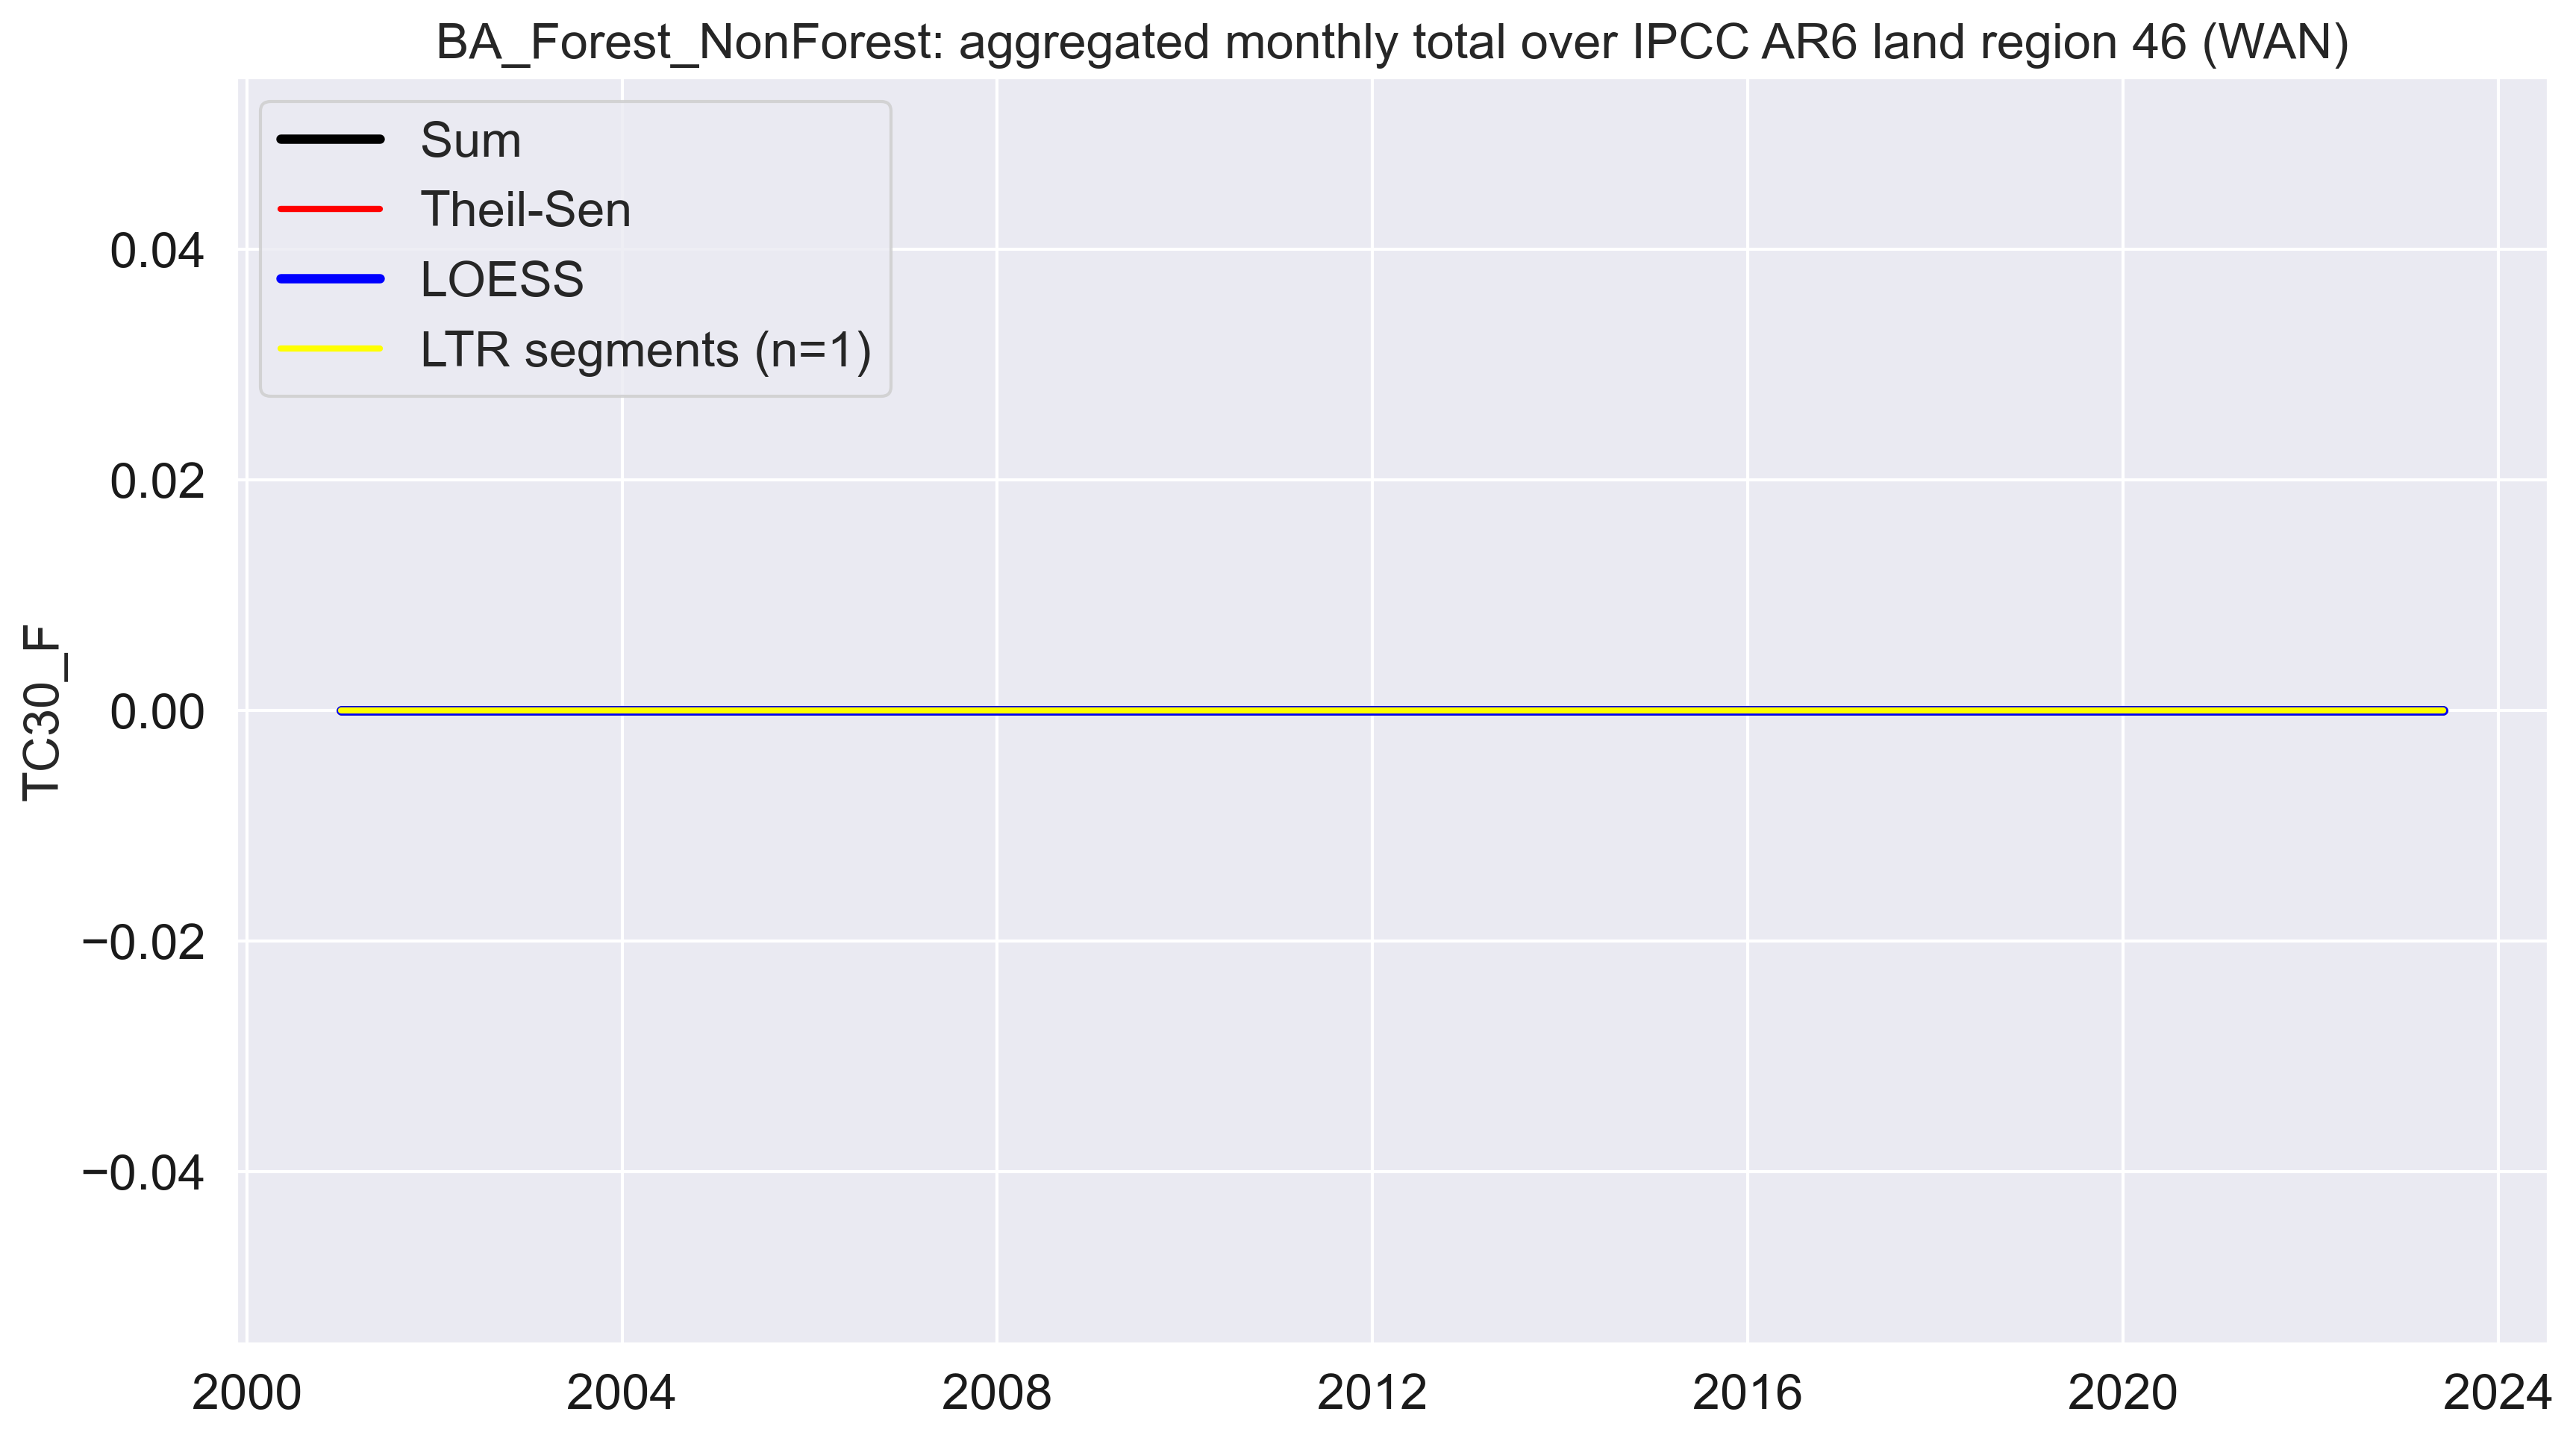 BA_Forest_NonForest: aggregated monthly total over IPCC AR6 land region 46 (WAN)
Sum
Theil-Sen
LOESS
LTR segments (n=1)
TC30_F
0.04
0.02
0.00
−0.02
−0.04
2000 2004 2008 2012 2016 2020 2024